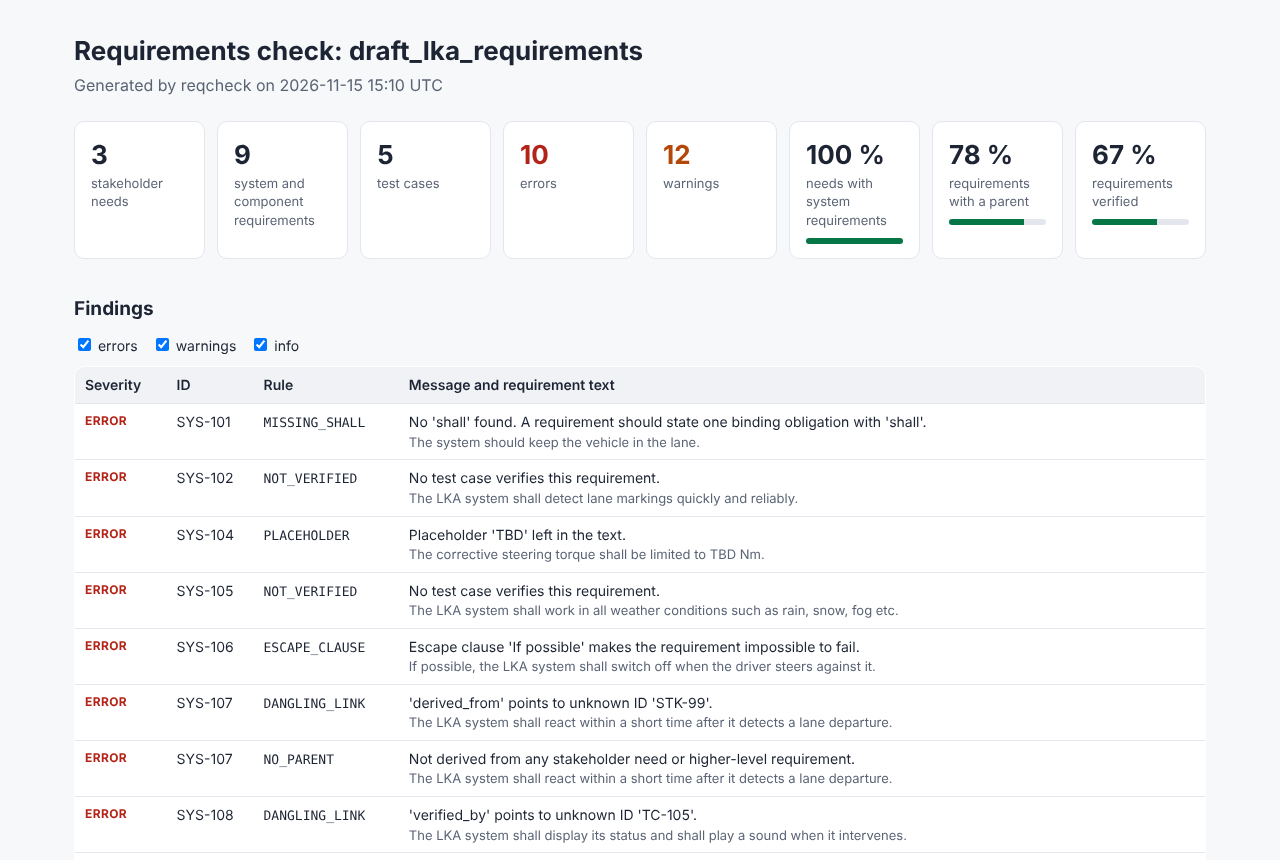 Requirements check: draft_lka_requirements
Generated by reqcheck on 2026-11-15 15:10 UTC
3
stakeholder
needs
9
system and
component
requirements
5
test cases
10
errors
12
warnings
100 %
needs with
system
requirements
78 %
requirements
with a parent
67 %
requirements
verified
Findings
errors warnings info
Severity ID Rule Message and requirement text
ERROR SYS-101 MISSING_SHALL No 'shall' found. A requirement should state one binding obligation with 'shall'.
The system should keep the vehicle in the lane.
ERROR SYS-102 NOT_VERIFIED No test case verifies this requirement.
The LKA system shall detect lane markings quickly and reliably.
ERROR SYS-104 PLACEHOLDER Placeholder 'TBD' left in the text.
The corrective steering torque shall be limited to TBD Nm.
ERROR SYS-105 NOT_VERIFIED No test case verifies this requirement.
The LKA system shall work in all weather conditions such as rain, snow, fog etc.
ERROR SYS-106 ESCAPE_CLAUSE Escape clause 'If possible' makes the requirement impossible to fail.
If possible, the LKA system shall switch off when the driver steers against it.
ERROR SYS-107 DANGLING_LINK 'derived_from' points to unknown ID 'STK-99'.
The LKA system shall react within a short time after it detects a lane departure.
ERROR SYS-107 NO_PARENT Not derived from any stakeholder need or higher-level requirement.
The LKA system shall react within a short time after it detects a lane departure.
ERROR SYS-108 DANGLING_LINK 'verified_by' points to unknown ID 'TC-105'.
The LKA system shall display its status and shall play a sound when it intervenes.